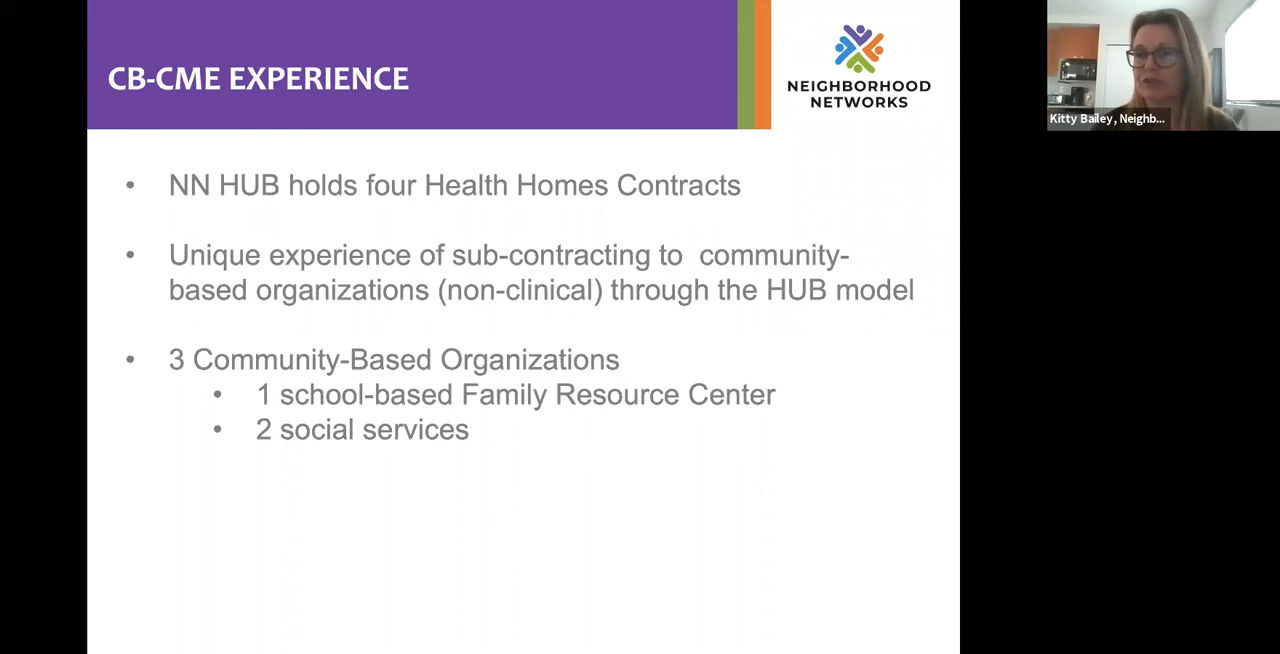 CB-CME EXPERIENCE
NEIGHBORHOOD
NETWORKS
Kitty Bailey, Neighb...
• NN HUB holds four Health Homes Contracts
• Unique experience of sub-contracting to community-
based organizations (non-clinical) through the HUB model
• 3 Community-Based Organizations
• 1 school-based Family Resource Center
• 2 social services